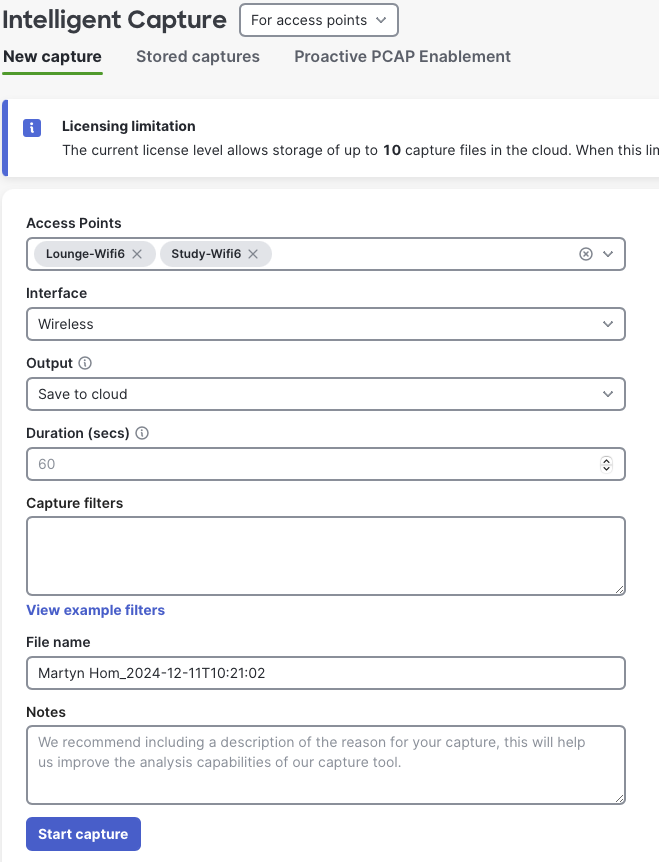 Intelligent Capture For access points
New capture Stored captures Proactive PCAP Enablement
Licensing limitation
The current license level allows storage of up to 10 capture files in the cloud. When this
Access Points
Lounge-Wifi6 Study-Wifi6
Interface
Wireless
Output
Save to cloud
Duration (secs)
60
Capture filters
View example filters
File name
Martyn Hom_2024-12-11T10:21:02
Notes
We recommend including a description of the reason for your capture, this will help
us improve the analysis capabilities of our capture tool.
Start capture